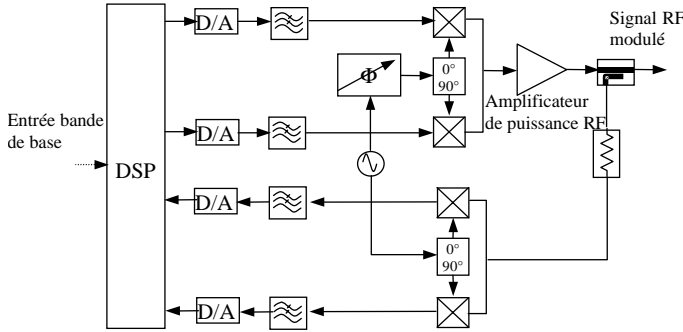 Signal RF
modulé
D/A
Φ
0°
90°
Amplificateur
de puissance RF
Entrée bande
de base
DSP
D/A
D/A
0°
90°
D/A